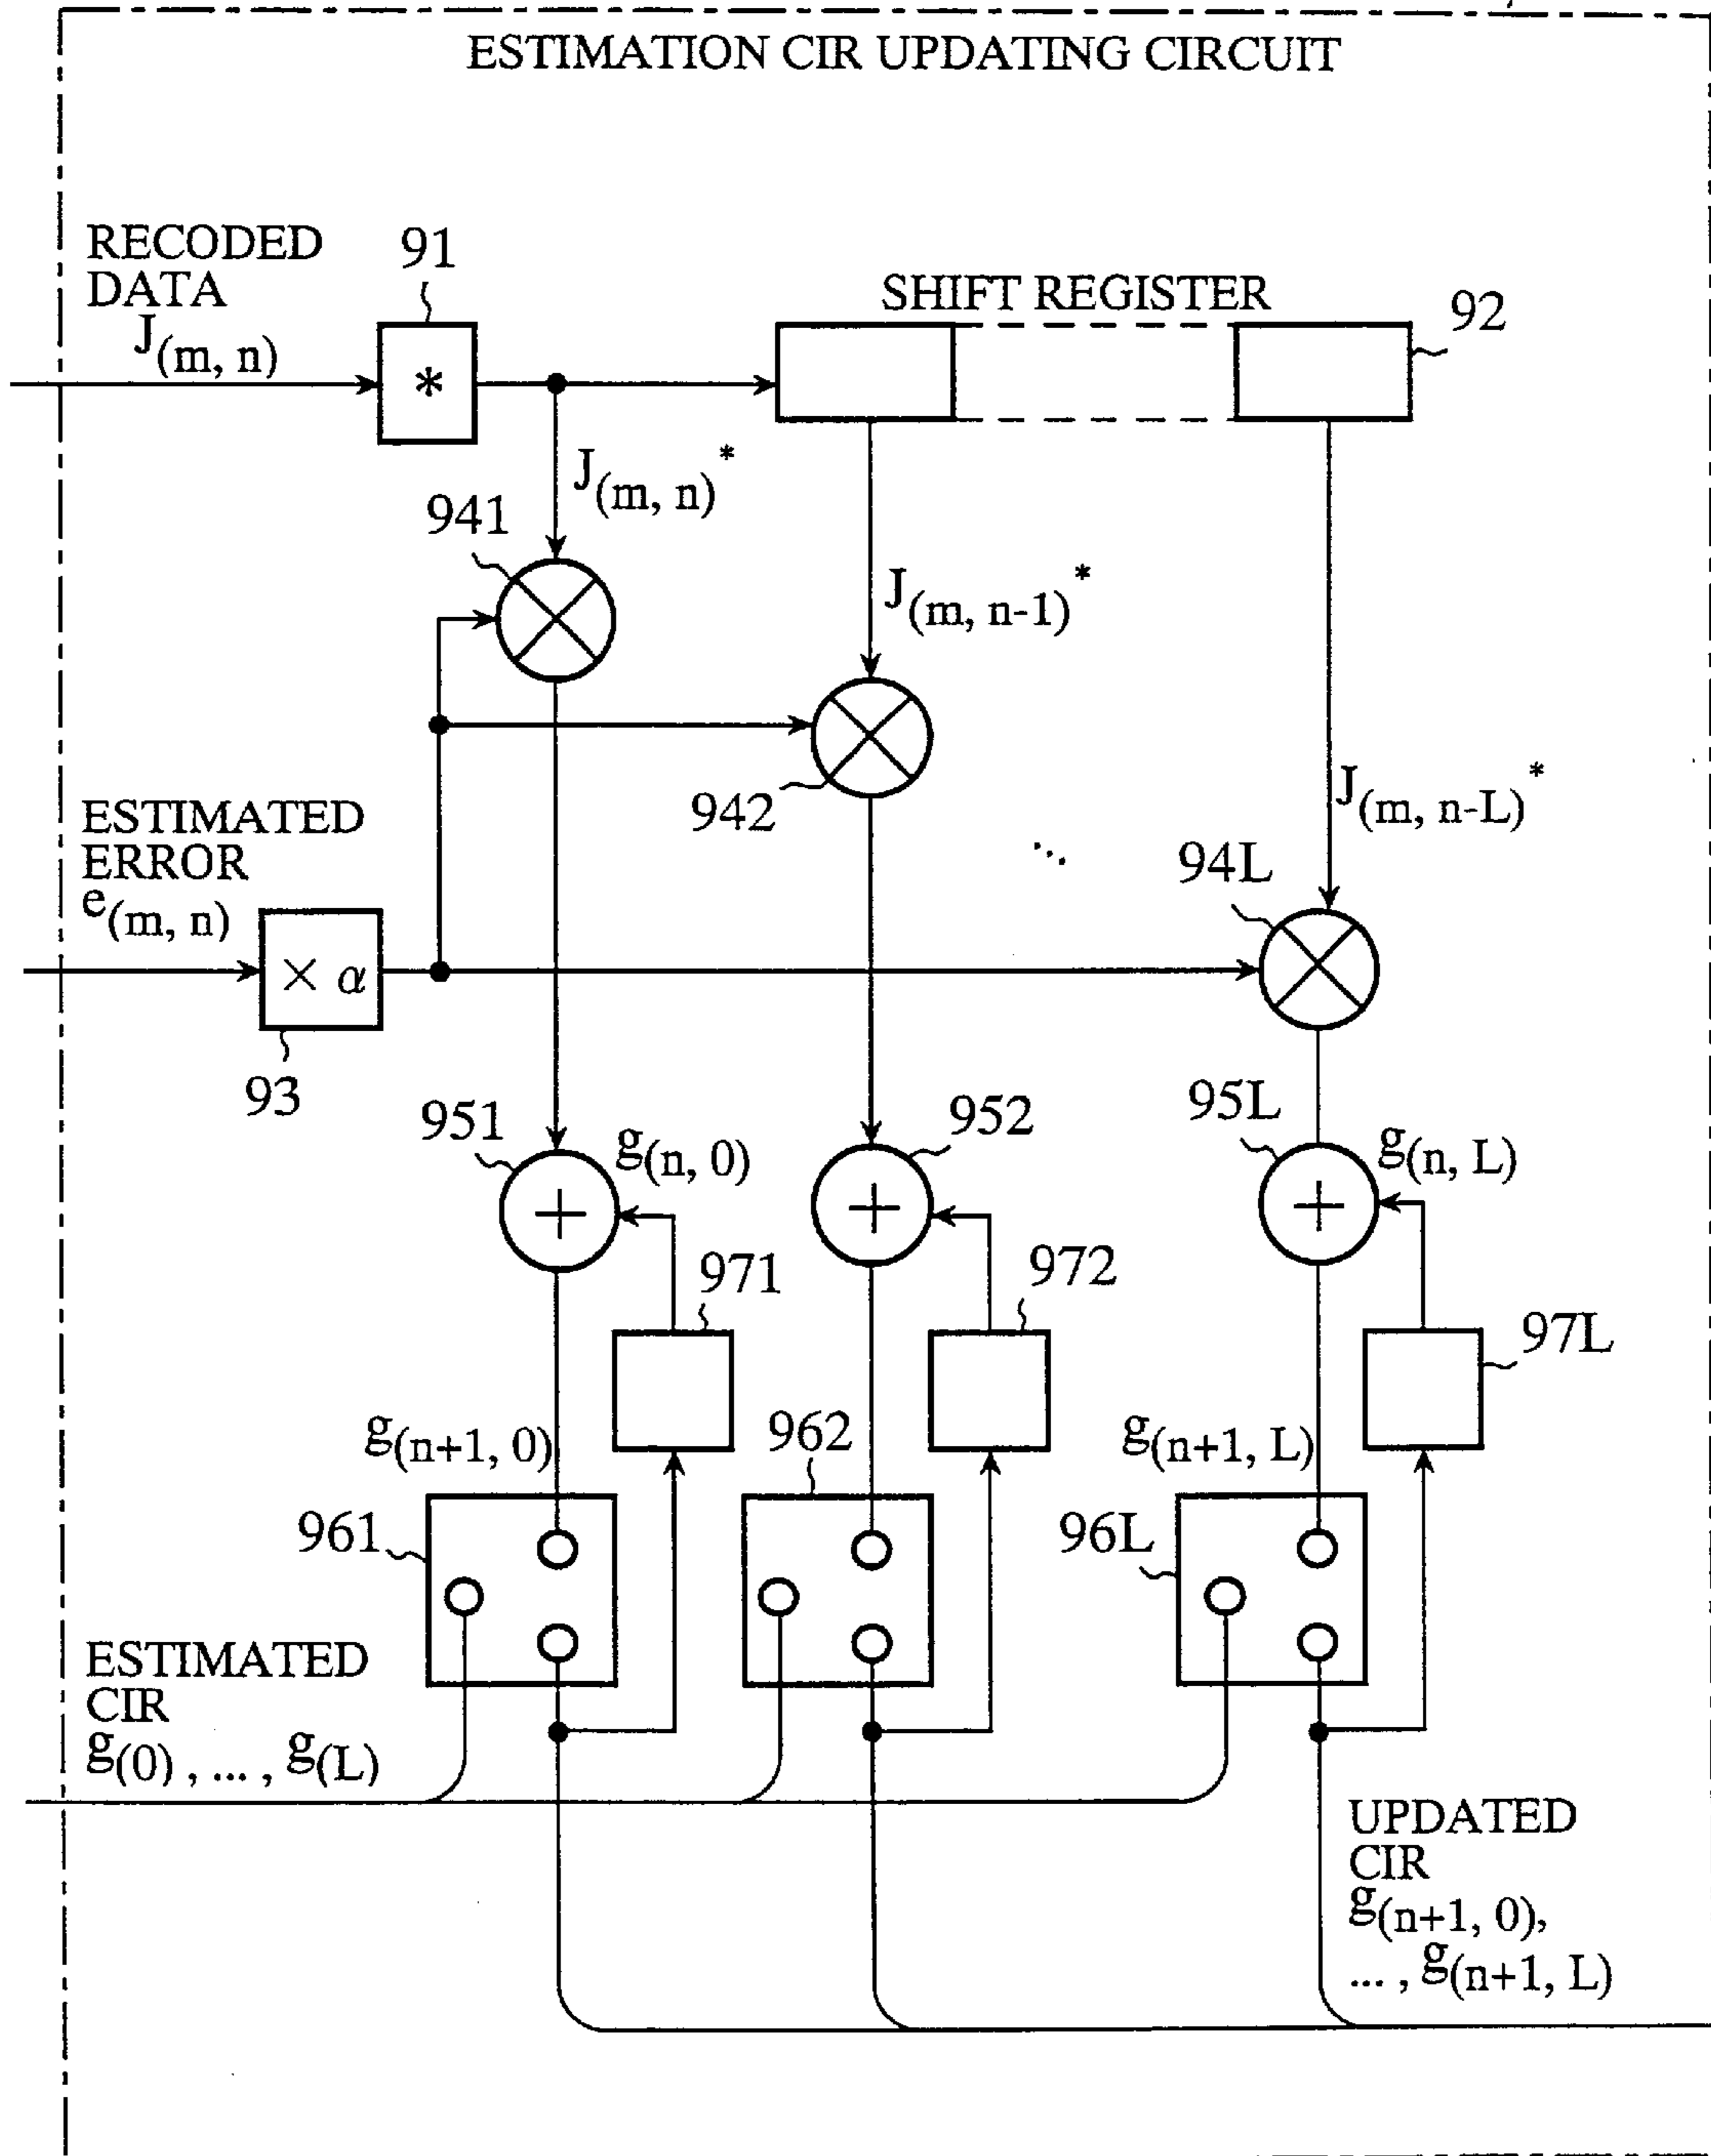 ESTIMATION CIR UPDATING CIRCUIT
RECODED
DATA
J(m, n)
91
*
SHIFT REGISTER
92
J(m, n)*
941
J(m, n-1)*
942
J(m, n-L)*
94L
ESTIMATED
ERROR
e(m, n)
× α
93
951
g(n, 0)
952
95L
g(n, L)
+
+
+
971
972
97L
g(n+1, 0)
962
g(n+1, L)
961
96L
ESTIMATED
CIR
g(0) , ... , g(L)
UPDATED
CIR
g(n+1, 0),
... , g(n+1, L)